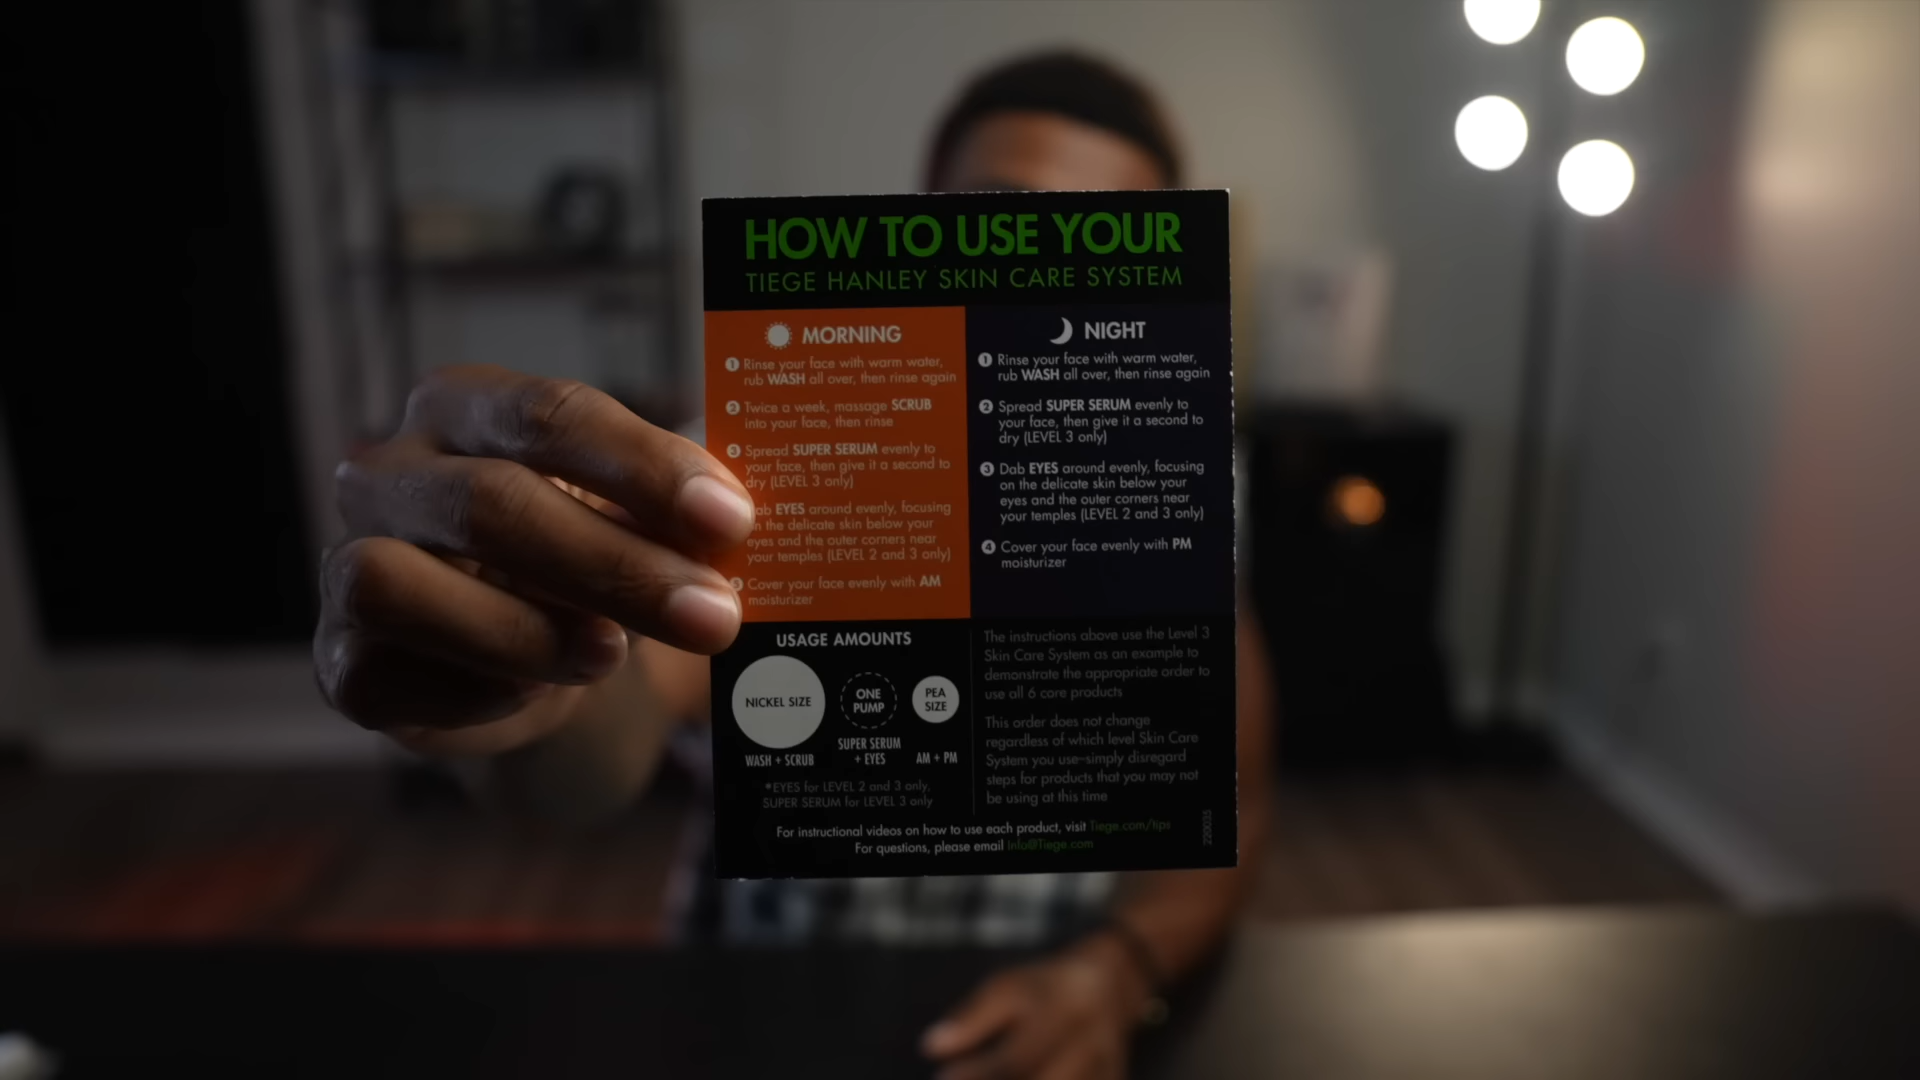 HOW TO USE YOUR
TIEGE HANLEY SKIN CARE SYSTEM
MORNING
1 Rinse your face with warm water,
rub WASH all over, then rinse again
2 Twice a week, massage SCRUB
into your face, then rinse
3 Spread SUPER SERUM evenly to
your face, then give it a second to
dry (LEVEL 3 only)
ab EYES around evenly, focusing
n the delicate skin below your
eyes and the outer corners near
your temples (LEVEL 2 and 3 only)
5 Cover your face evenly with AM
moisturizer
NIGHT
1 Rinse your face with warm water,
rub WASH all over, then rinse again
2 Spread SUPER SERUM evenly to
your face, then give it a second to
dry (LEVEL 3 only)
3 Dab EYES around evenly, focusing
on the delicate skin below your
eyes and the outer corners near
your temples (LEVEL 2 and 3 only)
4 Cover your face evenly with PM
moisturizer
USAGE AMOUNTS
NICKEL SIZE
WASH + SCRUB
ONE
PUMP
SUPER SERUM
+ EYES
PEA
SIZE
AM + PM
*EYES for LEVEL 2 and 3 only,
SUPER SERUM for LEVEL 3 only
The instructions above use the Level 3
Skin Care System as an example to
demonstrate the appropriate order to
use all 6 core products
This order does not change
regardless of which level Skin Care
System you use-simply disregard
steps for products that you may not
be using at this time
For instructional videos on how to use each product, visit Tiege.com/tips
For questions, please email Info@Tiege.com